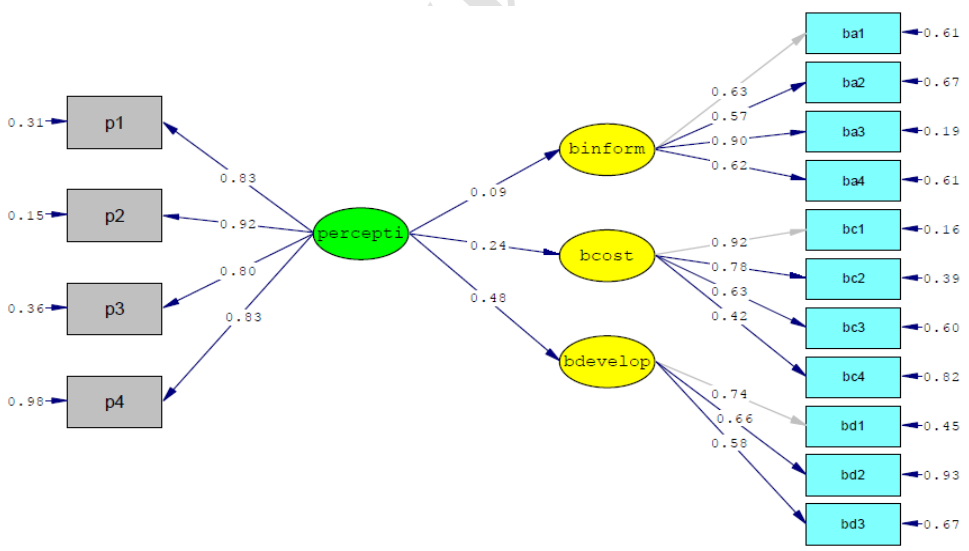 ba1
0.61
ba2
0.67
ba3
0.19
ba4
0.61
bc1
0.16
bc2
0.39
bc3
0.60
bc4
0.82
bd1
0.45
bd2
0.93
bd3
0.67
0.63
0.57
0.90
0.62
0.92
0.78
0.63
0.42
0.74
0.66
0.58
binform
bcost
bdevelop
0.09
0.24
0.48
percepti
0.83
0.92
0.80
0.83
0.31
p1
0.15
p2
0.36
p3
0.98
p4